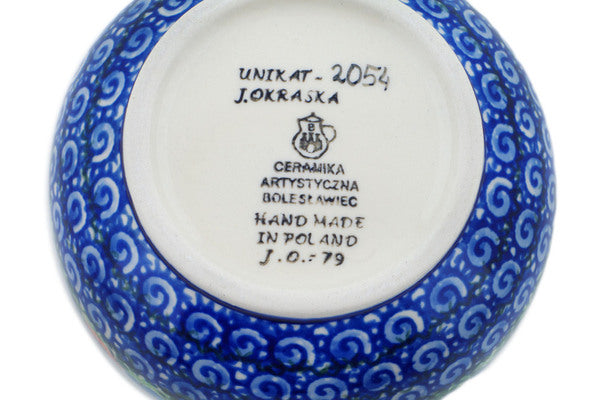 UNIKAT - 2054
J.OKRASKA
B
CERAMIKA
ARTYSTYCZNA
BOLESŁAWIEC
HAND MADE
IN POLAND
J.O.-79